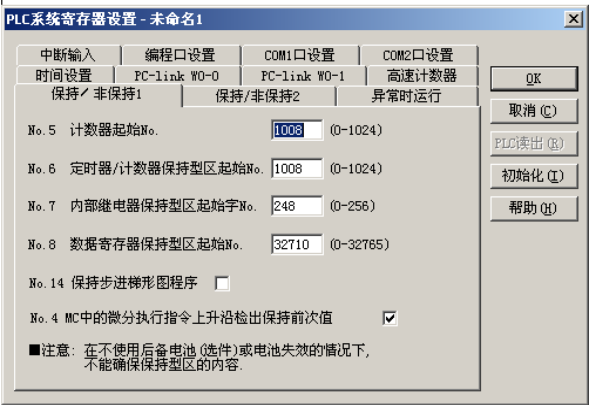 PLC系统寄存器设置 - 未命名1
中断输入 编程口设置 COM1口设置 COM2口设置
时间设置 PC-link W0-0 PC-link W0-1 高速计数器
保持/非保持1 保持/非保持2 异常时运行
No.5 计数器起始No. 1008 (0-1024)
No.6 定时器/计数器保持型区起始No. 1008 (0-1024)
No.7 内部继电器保持型区起始字No. 248 (0-256)
No.8 数据寄存器保持型区起始No. 32710 (0-32765)
No.14 保持步进梯形图程序
No.4 MC中的微分执行指令上升沿检出保持前次值
■注意: 在不使用后备电池(选件)或电池失效的情况下,
不能确保保持型区的内容.
OK
取消(C)
PLC读出(R)
初始化(I)
帮助(H)